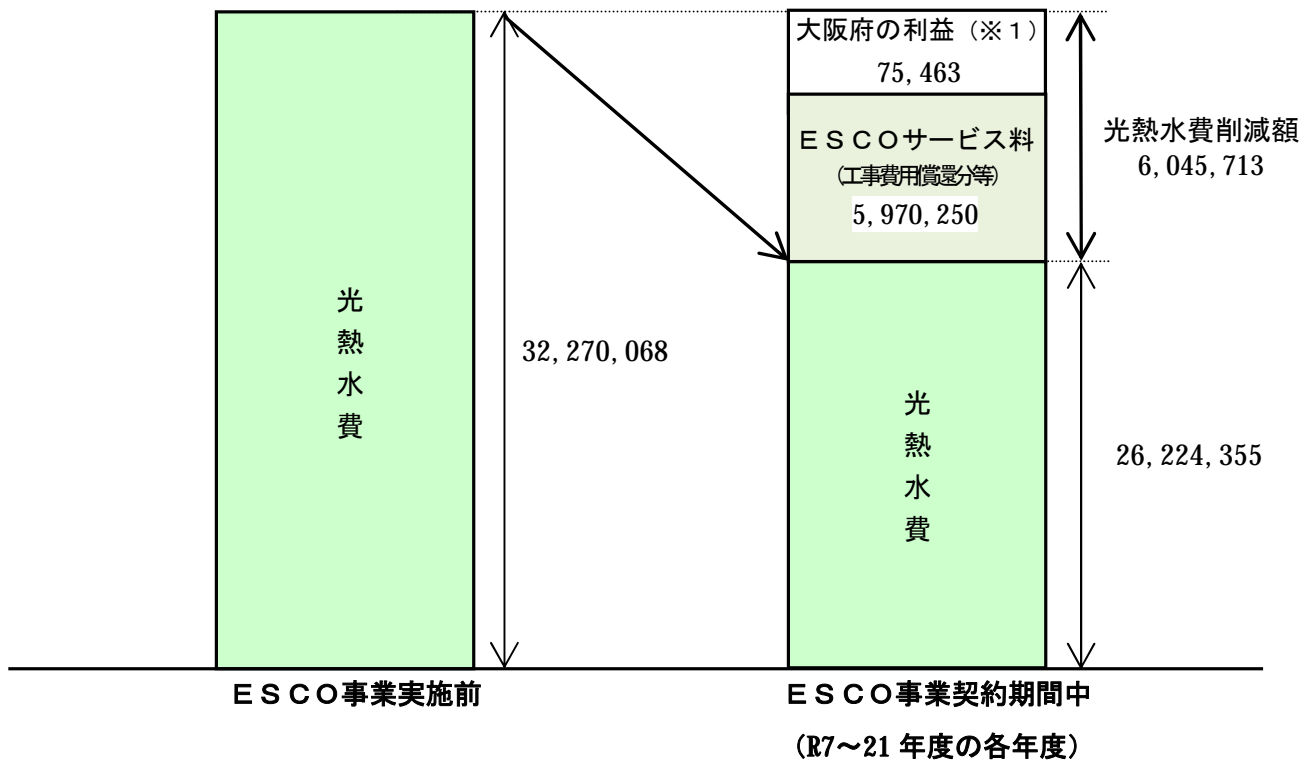 大阪府の利益（※１）
75,463
ＥＳＣＯサービス料
（工事費用償還分等）
5,970,250
光熱水費削減額
6,045,713
光
熱
水
費
32,270,068
光
熱
水
費
26,224,355
ＥＳＣＯ事業実施前
ＥＳＣＯ事業契約期間中
（R7～21 年度の各年度）